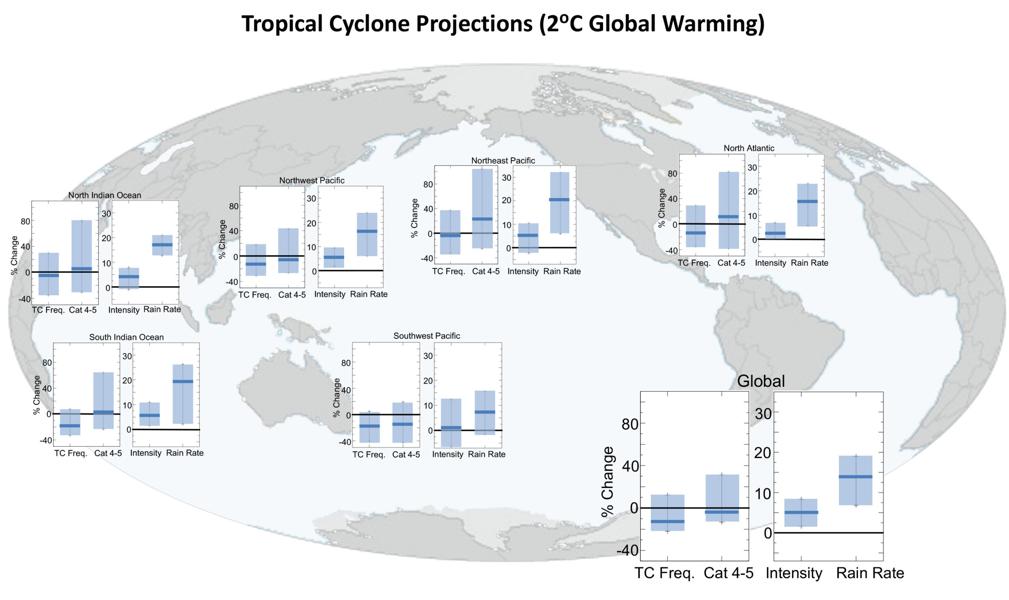 Tropical Cyclone Projections (2ºC Global Warming)
North Indian Ocean
% Change
80
40
0
-40
30
20
10
0
TC Freq. Cat 4-5 Intensity Rain Rate
Northwest Pacific
% Change
80
40
0
-40
30
20
10
0
TC Freq. Cat 4-5 Intensity Rain Rate
Northeast Pacific
% Change
80
40
0
-40
30
20
10
0
TC Freq. Cat 4-5 Intensity Rain Rate
North Atlantic
% Change
80
40
0
-40
30
20
10
0
TC Freq. Cat 4-5 Intensity Rain Rate
South Indian Ocean
% Change
80
40
0
-40
30
20
10
0
TC Freq. Cat 4-5 Intensity Rain Rate
Southwest Pacific
% Change
80
40
0
-40
30
20
10
0
TC Freq. Cat 4-5 Intensity Rain Rate
Global
% Change
80
40
0
-40
30
20
10
0
TC Freq. Cat 4-5 Intensity Rain Rate